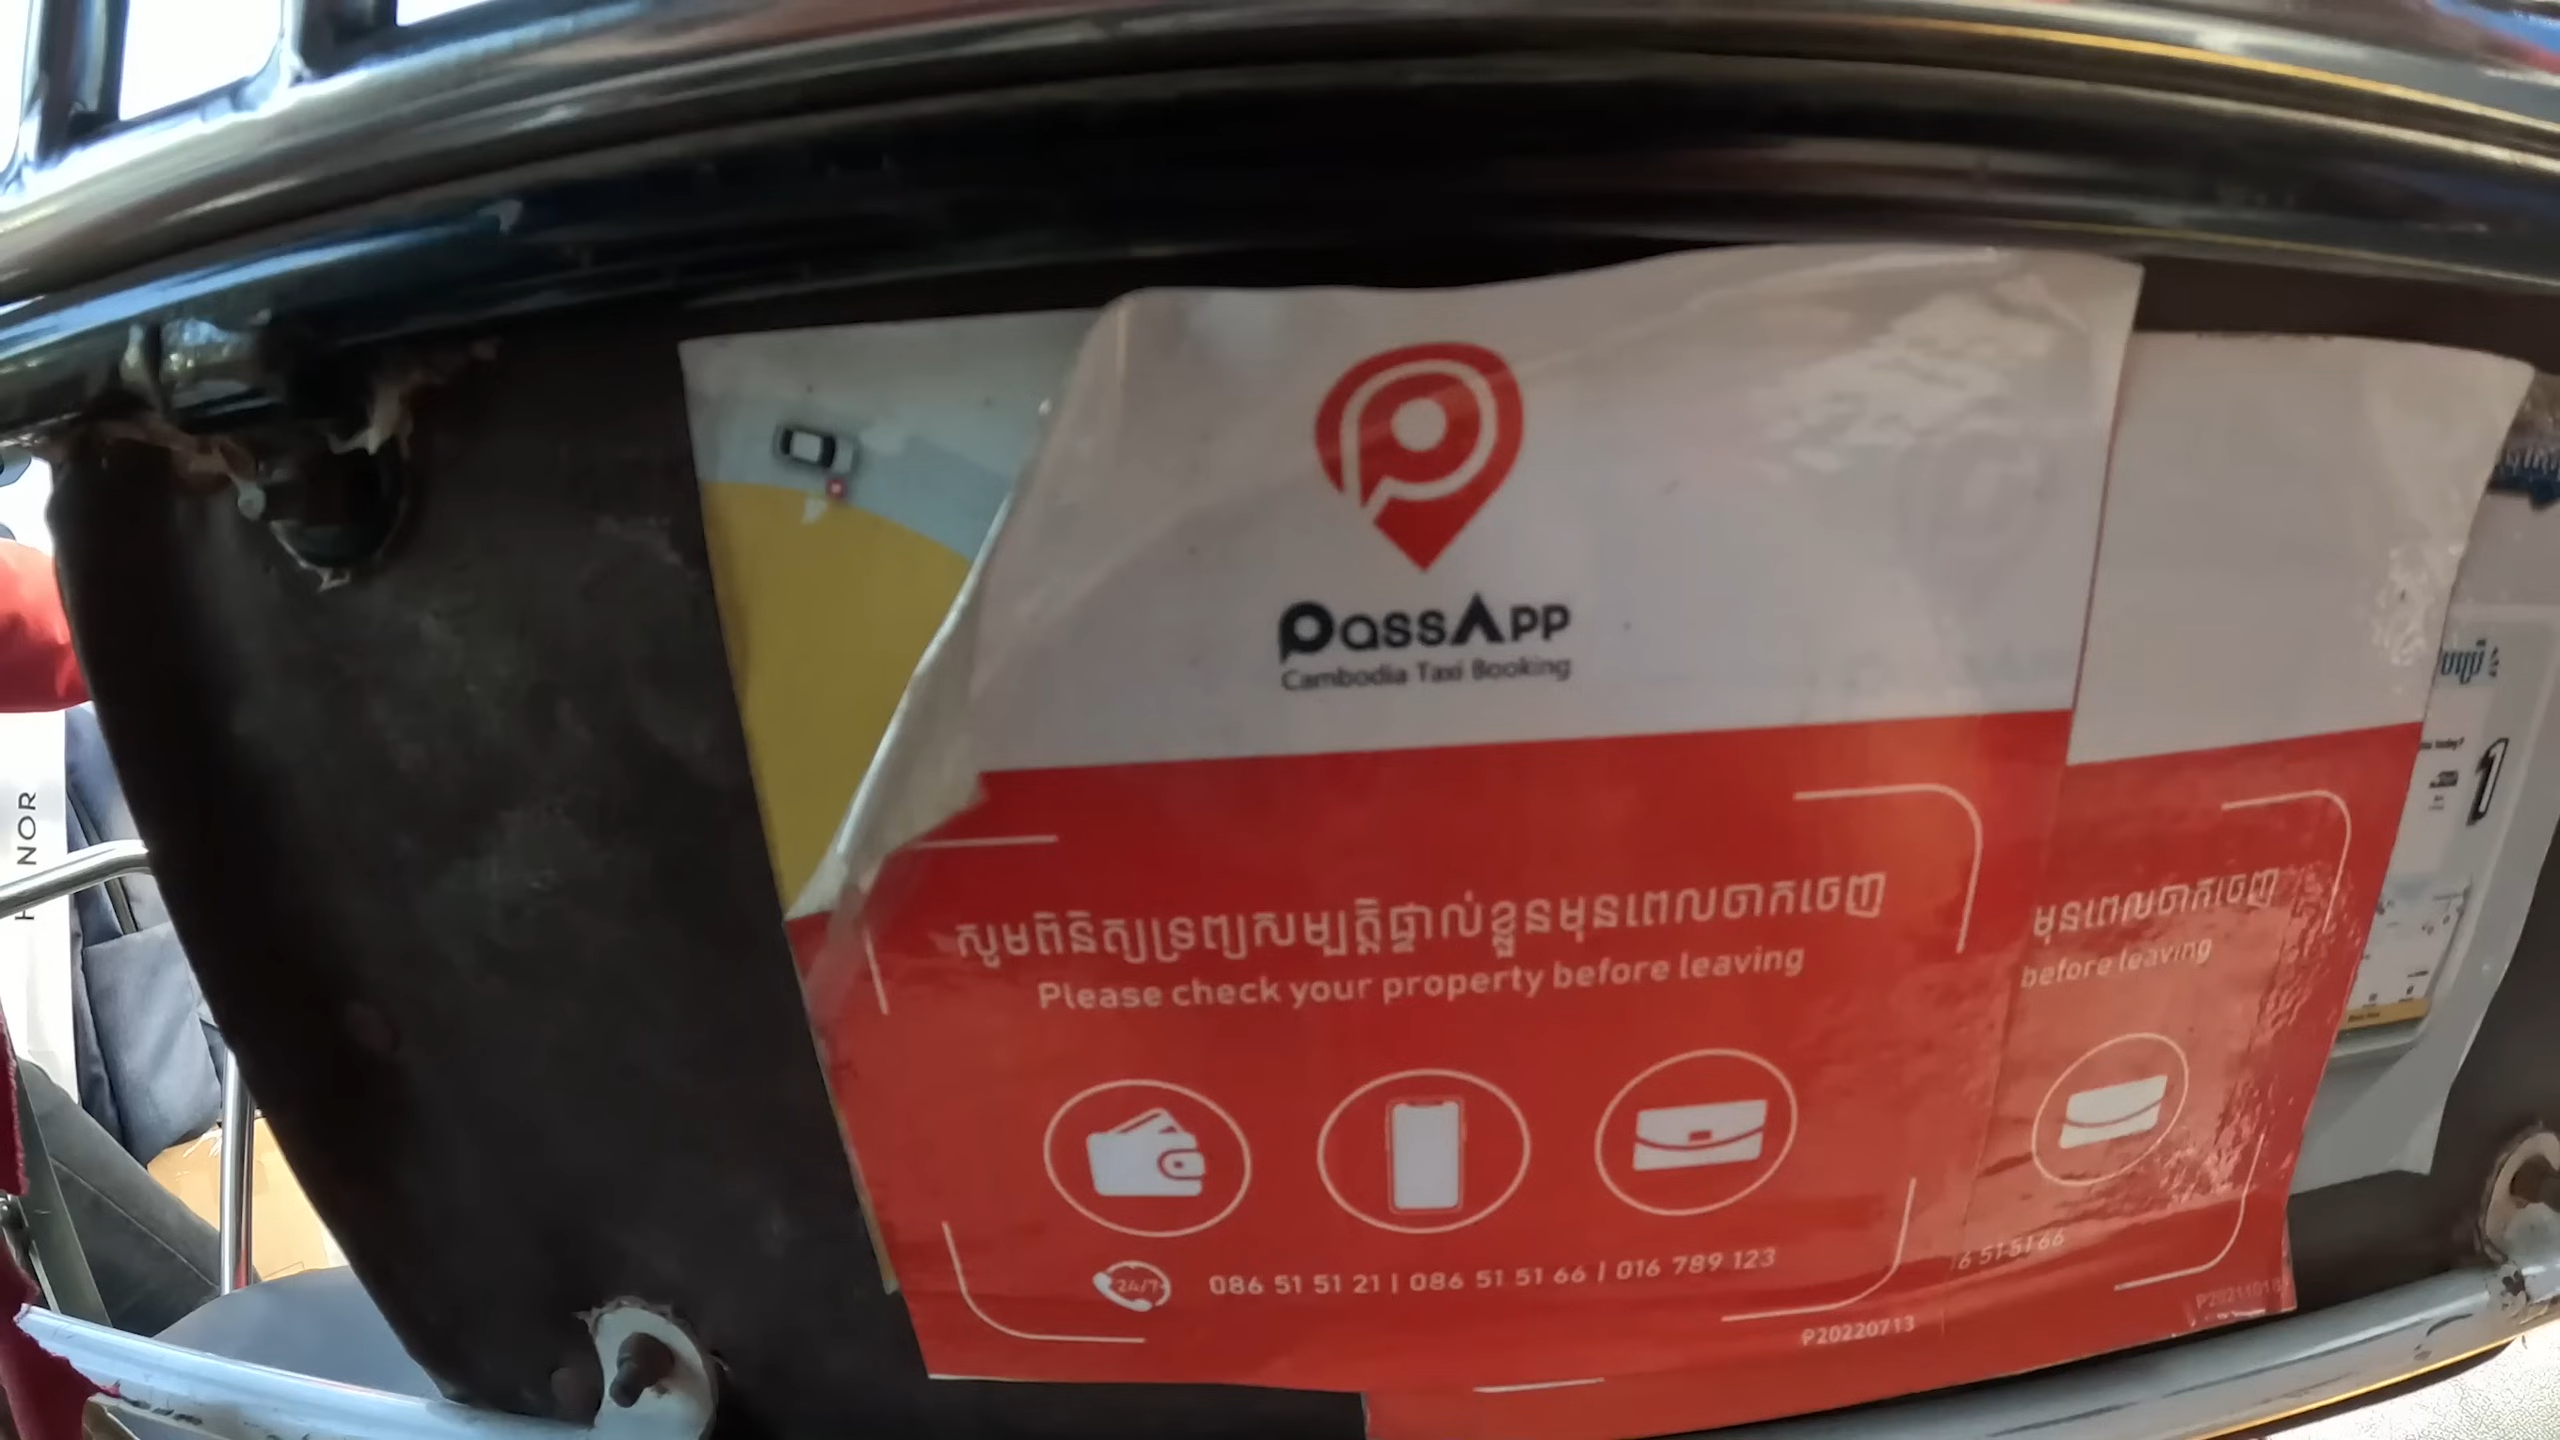 PassApp
Cambodia Taxi Booking
សូមពិនិត្យទ្រព្យសម្បត្តិផ្ទាល់ខ្លួនមុនពេលចាកចេញ
Please check your property before leaving
24/7
086 51 51 21 | 086 51 51 66 | 016 789 123
P20220713
មុនពេលចាកចេញ
before leaving
6 51 51 66
1